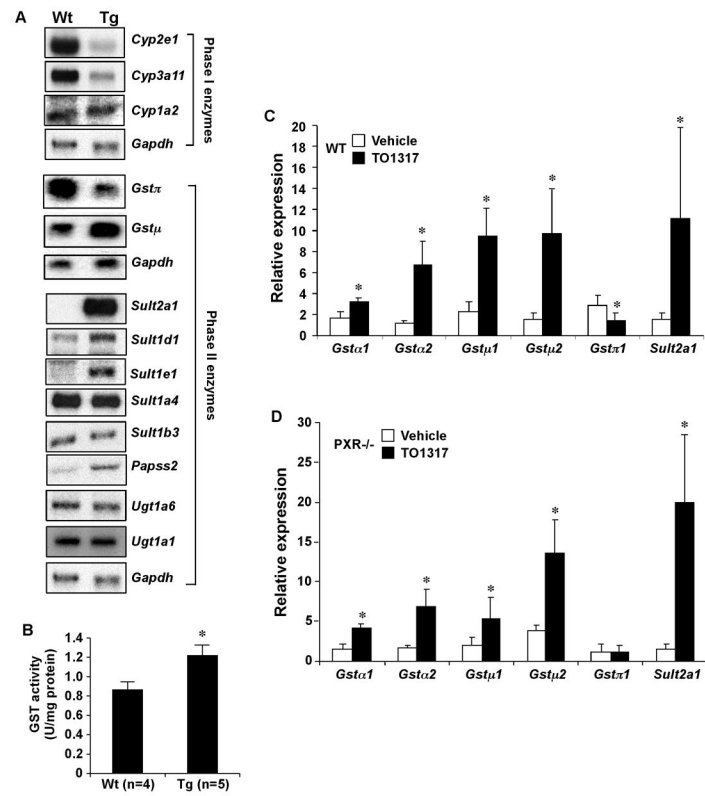 A
Wt Tg
Cyp2e1
Cyp3a11
Cyp1a2
Gapdh
Phase I enzymes
Gstπ
Gstμ
Gapdh
Sult2a1
Sult1d1
Sult1e1
Sult1a4
Sult1b3
Papss2
Ugt1a6
Ugt1a1
Gapdh
Phase II enzymes
B
GST activity
(U/mg protein)
1.4
1.2
1.0
0.8
0.6
0.4
0.2
0
*
Wt (n=4) Tg (n=5)
C
WT
Vehicle
TO1317
Relative expression
20
18
16
14
12
10
8
6
4
2
0
* * * * * *
Gstα1 Gstα2 Gstμ1 Gstμ2 Gstπ1 Sult2a1
D
PXR-/-
Vehicle
TO1317
Relative expression
30
25
20
15
10
5
0
* * * * *
Gstα1 Gstα2 Gstμ1 Gstμ2 Gstπ1 Sult2a1